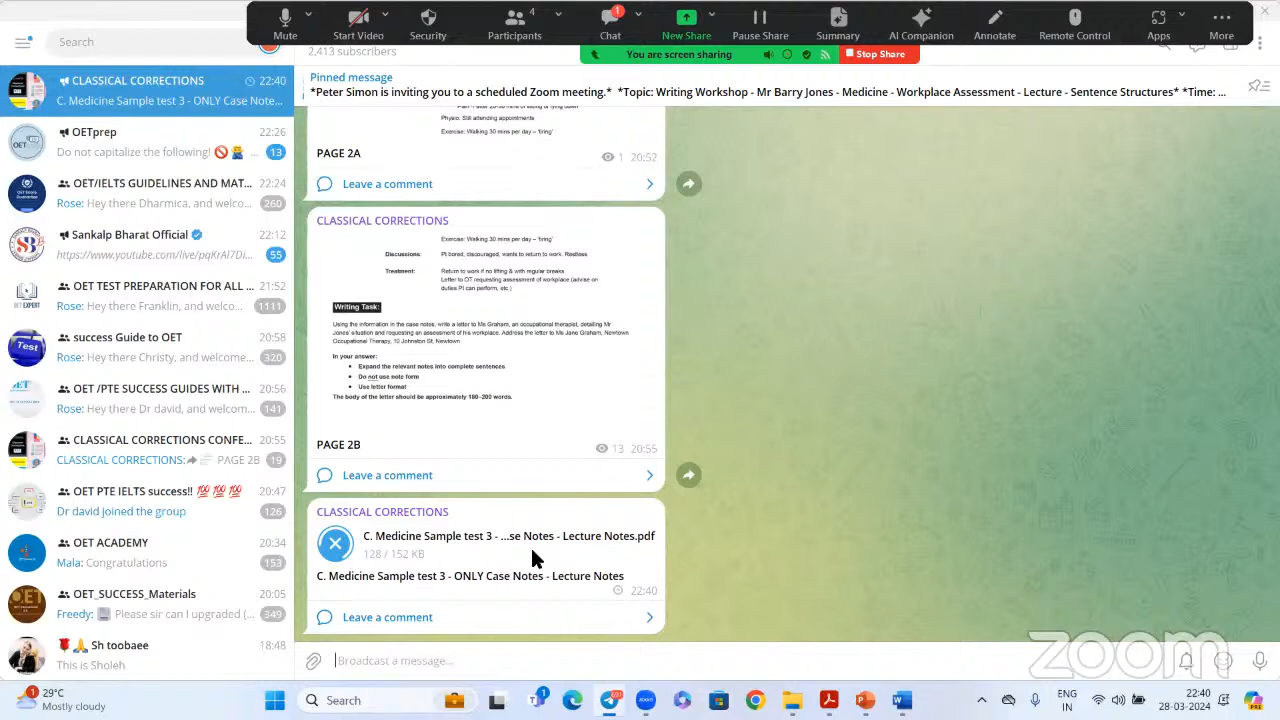 Mute
Start Video
Security
4
Participants
1
Chat
New Share
Pause Share
Summary
AI Companion
Annotate
Remote Control
Apps
More
You are screen sharing
Stop Share
Search
2,413 subscribers
CLASSICAL CORRECTIONS 22:40
C. Medicine Sample test 3 - ONLY Case Note...
OETprep 22:26
Do not capitalize the following! 🚫 ... 13
OET/IELTS GUIDELINES AND MAT... 22:24
Rose: Hey there Dharmica, and welco... 260
Sankalp Bharat Official 22:12
https://youtube.com/live/pqKrAI7DI... 55
21:52
Rose: Hey there Franklin, and welco... 1111
20:58
Rose: Hey there Christy, and welcome... 320
OET SPEAKING SUCCESS GUIDES WITH ... 20:56
Rose: Hey there Dr david, and welcom... 141
CLASSICAL CORRECTIONS CONFE... 20:55
CLASSICAL CORRECTIONS: PAGE 2B 19
OET PTE IELTS success!! 💯 💯 💯 20:47
Dr david joined the group 126
OET ACADEMY 20:34
Mala: Congratulations 153
OET_SUCCESS_Materials 20:05
Freedy: Please sir can I upgraded (... 349
🌹🙏 Sh toobaee 18:48
This is Sholeh
Pinned message
*Peter Simon is inviting you to a scheduled Zoom meeting.* *Topic: Writing Workshop - Mr Barry Jones - Medicine - Workplace Assessment - Lecture - Sentence Structures* *Time: ...
Physio: Still attending appointments
Exercise: Walking 30 mins per day – 'tiring'
PAGE 2A
1 20:52
Leave a comment
CLASSICAL CORRECTIONS
Exercise: Walking 30 mins per day – 'tiring'
Discussions: Pt bored, discouraged, wants to return to work. Restless
Treatment: Return to work if no lifting & with regular breaks
Letter to OT requesting assessment of workplace (advise on
duties Pt can perform, etc.)
Writing Task:
Using the information in the case notes, write a letter to Ms Graham, an occupational therapist, detailing Mr
Jones' situation and requesting an assessment of his workplace. Address the letter to Ms Jane Graham, Newtown
Occupational Therapy, 10 Johnston St, Newtown
In your answer:
• Expand the relevant notes into complete sentences
• Do not use note form
• Use letter format
The body of the letter should be approximately 180-200 words.
PAGE 2B
13 20:55
Leave a comment
CLASSICAL CORRECTIONS
C. Medicine Sample test 3 - ...se Notes - Lecture Notes.pdf
128 / 152 KB
C. Medicine Sample test 3 - ONLY Case Notes - Lecture Notes
22:40
Leave a comment
Broadcast a message...
zoom
1
29°C
Mostly cloudy
Search
ENG
IN
22:40
28-03-2024